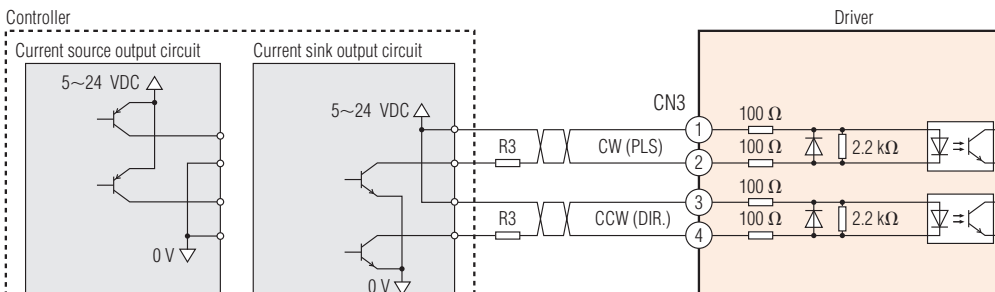 Controller
Driver
Current source output circuit
Current sink output circuit
5~24 VDC
5~24 VDC
CN3
100 Ω
1
R3
CW (PLS)
100 Ω
2.2 kΩ
2
100 Ω
3
R3
CCW (DIR.)
100 Ω
2.2 kΩ
4
0 V
0 V